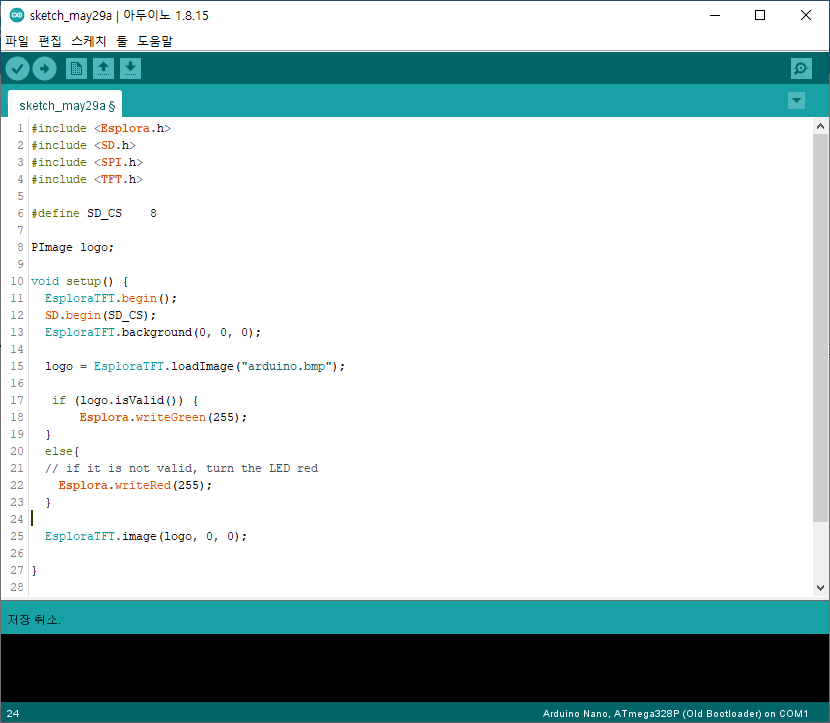 sketch_may29a | 아두이노 1.8.15
파일 편집 스케치 툴 도움말
sketch_may29a §
1 #include <Esplora.h>
2 #include <SD.h>
3 #include <SPI.h>
4 #include <TFT.h>
5
6 #define SD_CS    8
7
8 PImage logo;
9
10 void setup() {
11   EsploraTFT.begin();
12   SD.begin(SD_CS);
13   EsploraTFT.background(0, 0, 0);
14
15   logo = EsploraTFT.loadImage("arduino.bmp");
16
17    if (logo.isValid()) {
18        Esplora.writeGreen(255);
19   }
20   else{
21   // if it is not valid, turn the LED red
22     Esplora.writeRed(255);
23   }
24
25   EsploraTFT.image(logo, 0, 0);
26
27 }
28
저장 취소.
24 Arduino Nano, ATmega328P (Old Bootloader) on COM1